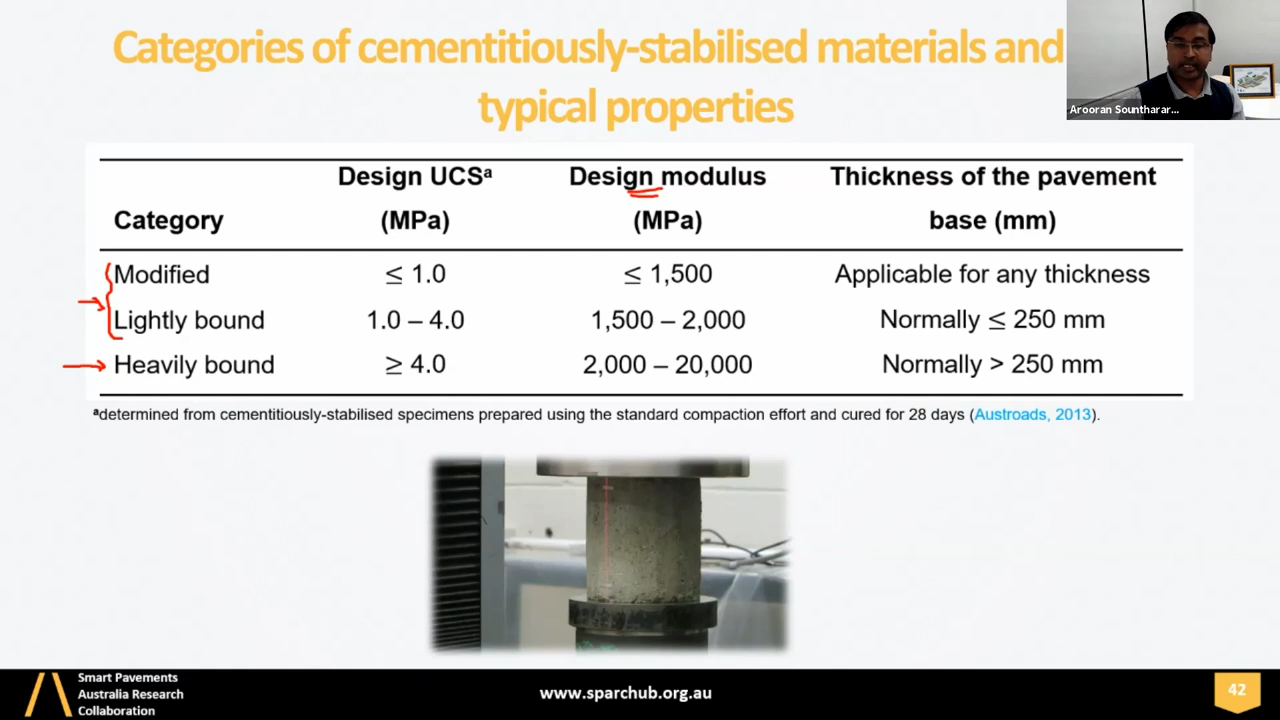 Categories of cementitiously-stabilised materials and
typical properties
Arooran Sountharar...
Design UCSᵃ Design modulus Thickness of the pavement
Category (MPa) (MPa) base (mm)
Modified ≤ 1.0 ≤ 1,500 Applicable for any thickness
Lightly bound 1.0 – 4.0 1,500 – 2,000 Normally ≤ 250 mm
Heavily bound ≥ 4.0 2,000 – 20,000 Normally > 250 mm
ᵃdetermined from cementitiously-stabilised specimens prepared using the standard compaction effort and cured for 28 days (Austroads, 2013).
Smart Pavements
Australia Research
Collaboration
www.sparchub.org.au
42